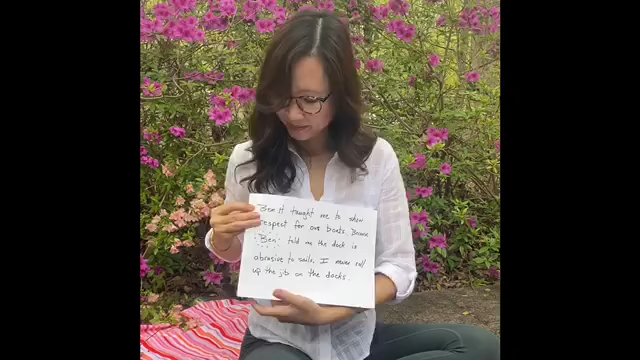 Ben H taught me to show
respect for our boats. Because
"Ben" told me the dock is
abrasive to sails, I never roll
up the jib on the docks.